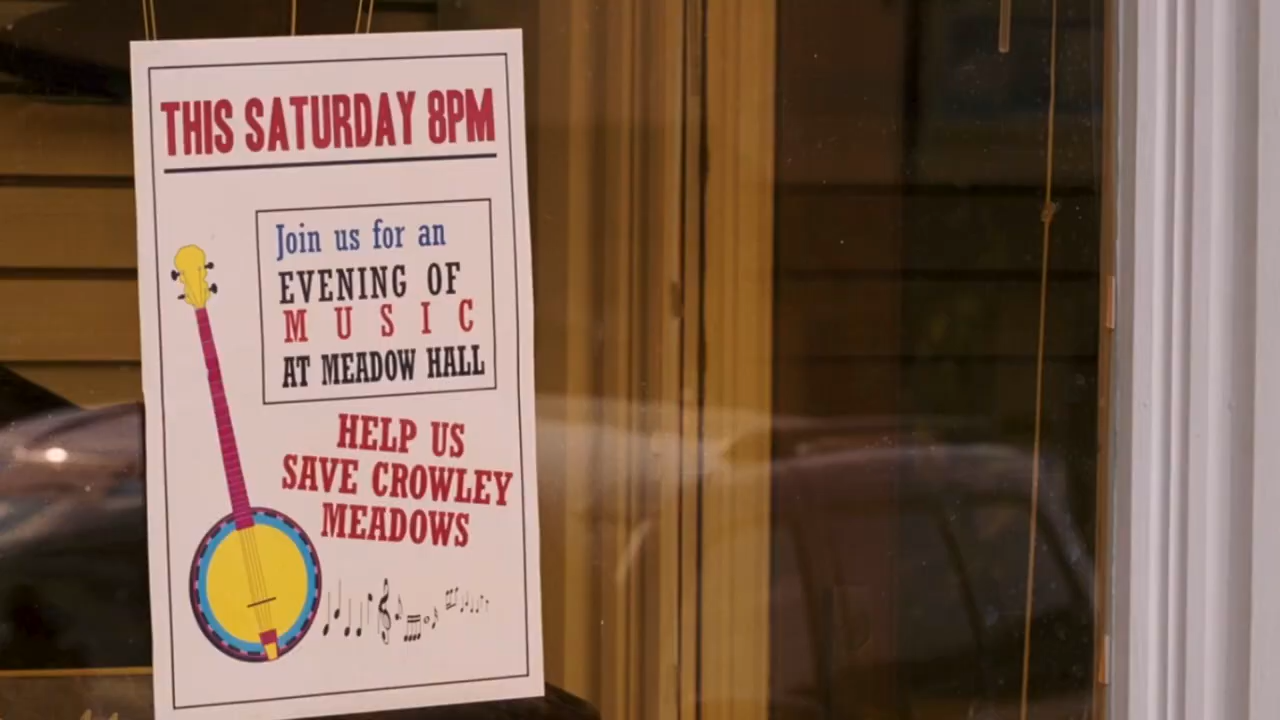 THIS SATURDAY 8PM
Join us for an
EVENING OF
MUSIC
AT MEADOW HALL
HELP US
SAVE CROWLEY
MEADOWS